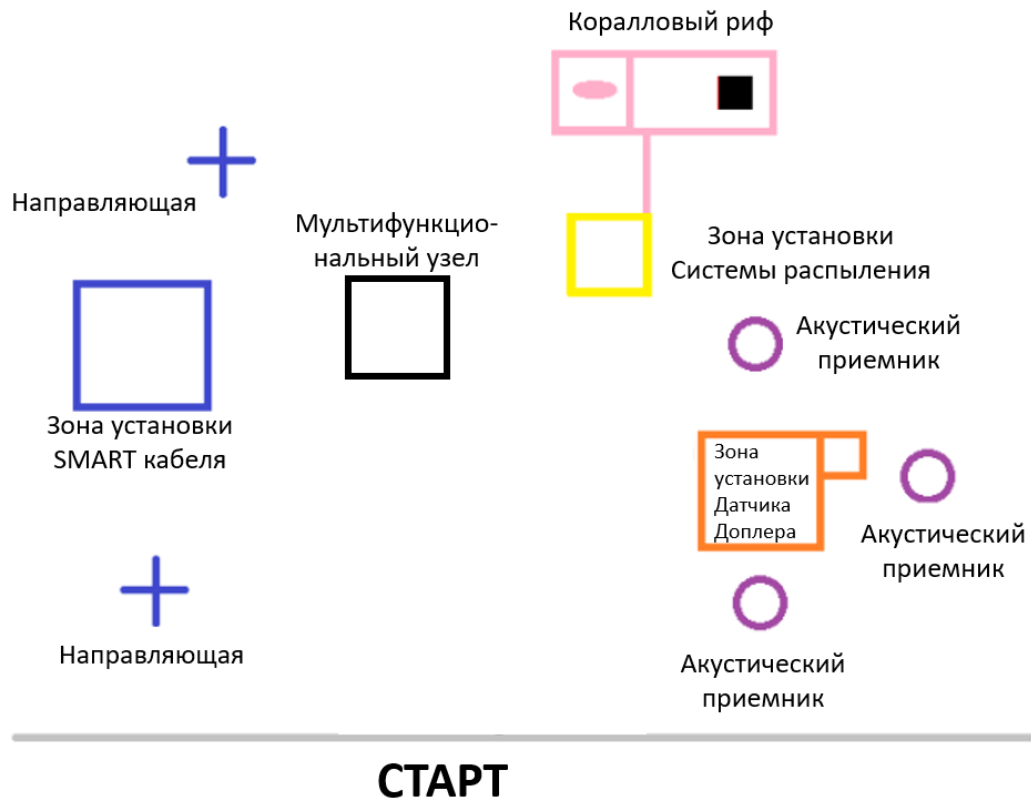 Коралловый риф
Направляющая
Мультифункцио-
нальный узел
Зона установки
Системы распыления
Акустический
приемник
Зона установки
SMART кабеля
Зона
установки
Датчика
Доплера
Акустический
приемник
Направляющая
Акустический
приемник
СТАРТ